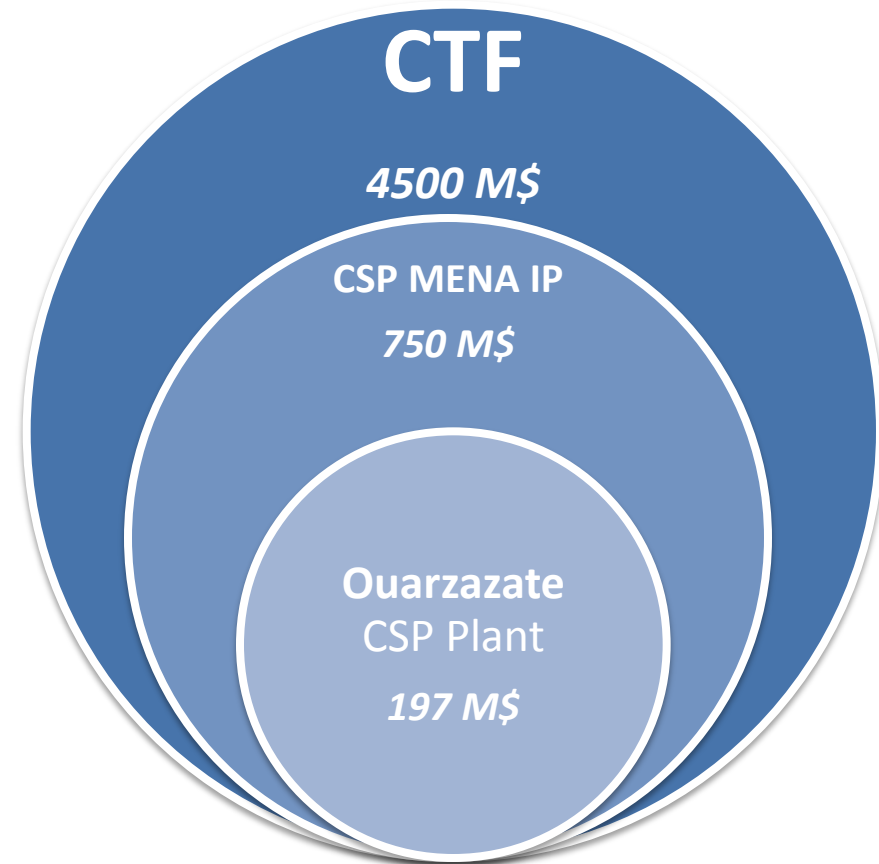 CTF
4500 M$
CSP MENA IP
750 M$
Ouarzazate
CSP Plant
197 M$